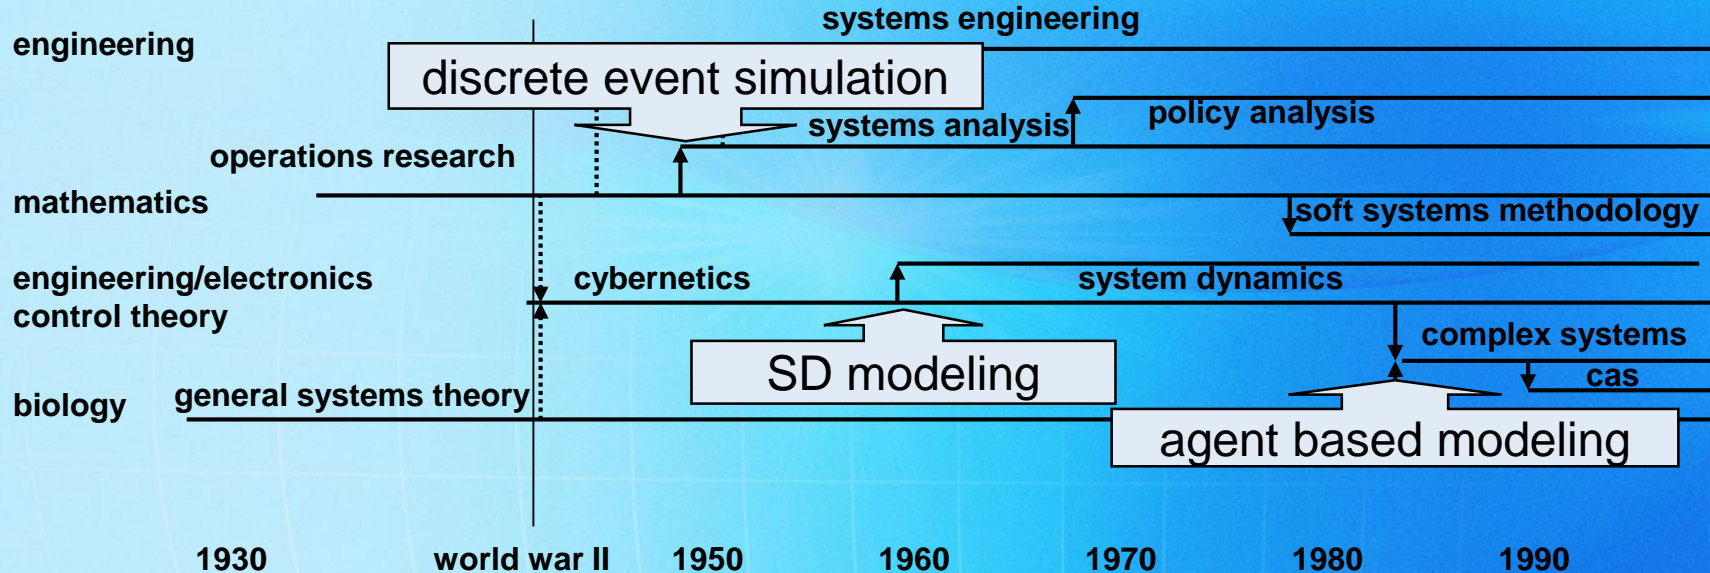 systems engineering
engineering
discrete event simulation
policy analysis
systems analysis
operations research
mathematics
soft systems methodology
engineering/electronics
control theory
cybernetics
system dynamics
complex systems
SD modeling
cas
general systems theory
biology
agent based modeling
1930 world war II 1950 1960 1970 1980 1990